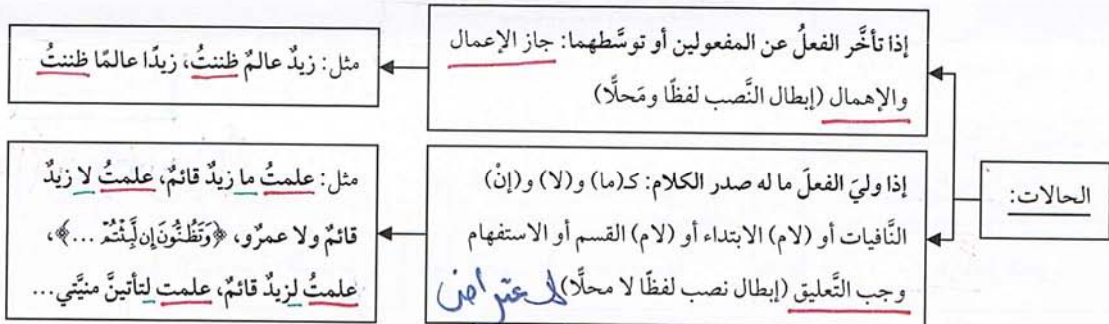 الحالات:
إذا تأخَّر الفعلُ عن المفعولين أو توسَّطهما: جاز الإعمال
والإهمال (إبطال النَّصب لفظًا ومَحلًّا)
مثل: زيدٌ عالمٌ ظننتُ، زيدًا عالمًا ظننتُ
إذا وليَ الفعلَ ما له صدر الكلام: كـ(ما) و(لا) و(إنْ)
النَّافيات أو (لام) الابتداء أو (لام) القسم أو الاستفهام
وجب التَّعليق (إبطال نصب لفظًا لا محلًّا)
مثل: علمتُ ما زيدٌ قائمٌ، علمتُ لا زيدٌ
قائمٌ ولا عمرٌو، ﴿وَتَظُنُّونَ إِن لَّبِثْتُمْ ...﴾،
علمتُ لزيدٌ قائمٌ، علمت لتأتينَّ منيَّتي...